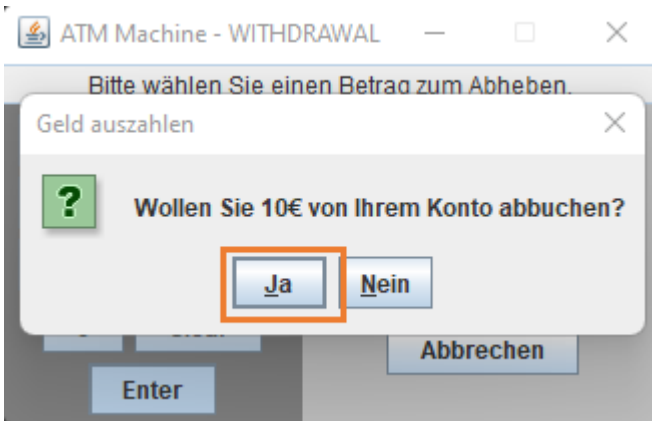 ATM Machine - WITHDRAWAL
Bitte wählen Sie einen Betrag zum Abheben.
Geld auszahlen
?
Wollen Sie 10€ von Ihrem Konto abbuchen?
Ja
Nein
Abbrechen
Enter